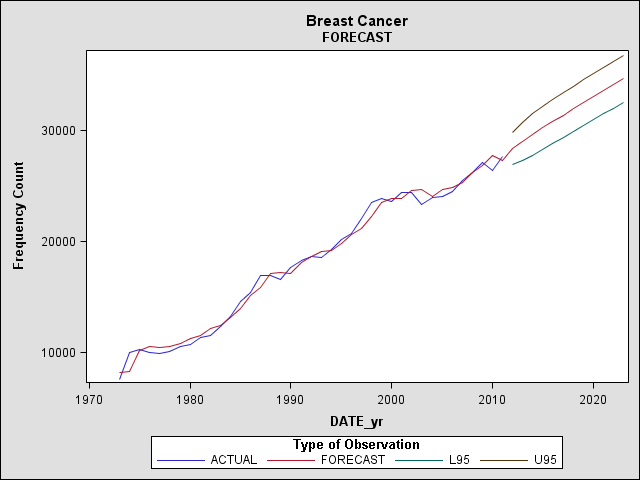 Breast Cancer
FORECAST
30000
20000
10000
Frequency Count
1970 1980 1990 2000 2010 2020
DATE_yr
Type of Observation
ACTUAL FORECAST L95 U95